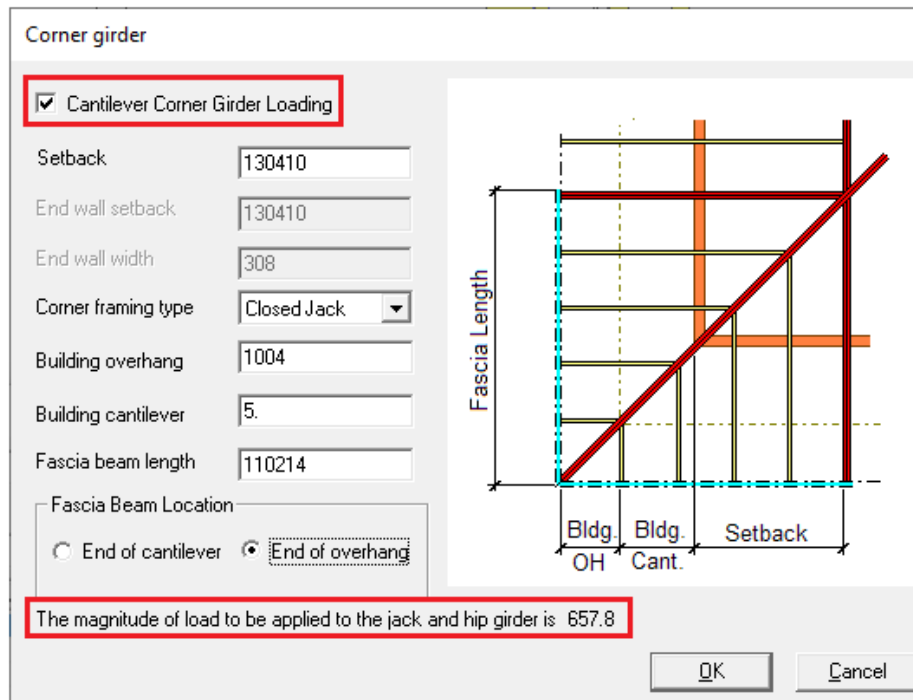 Corner girder
Cantilever Corner Girder Loading
Setback 130410
End wall setback 130410
End wall width 308
Corner framing type Closed Jack
Building overhang 1004
Building cantilever 5.
Fascia beam length 110214
Fascia Beam Location
End of cantilever End of overhang
Fascia Length
Bldg. Bldg. Setback
OH Cant.
The magnitude of load to be applied to the jack and hip girder is 657.8
OK Cancel